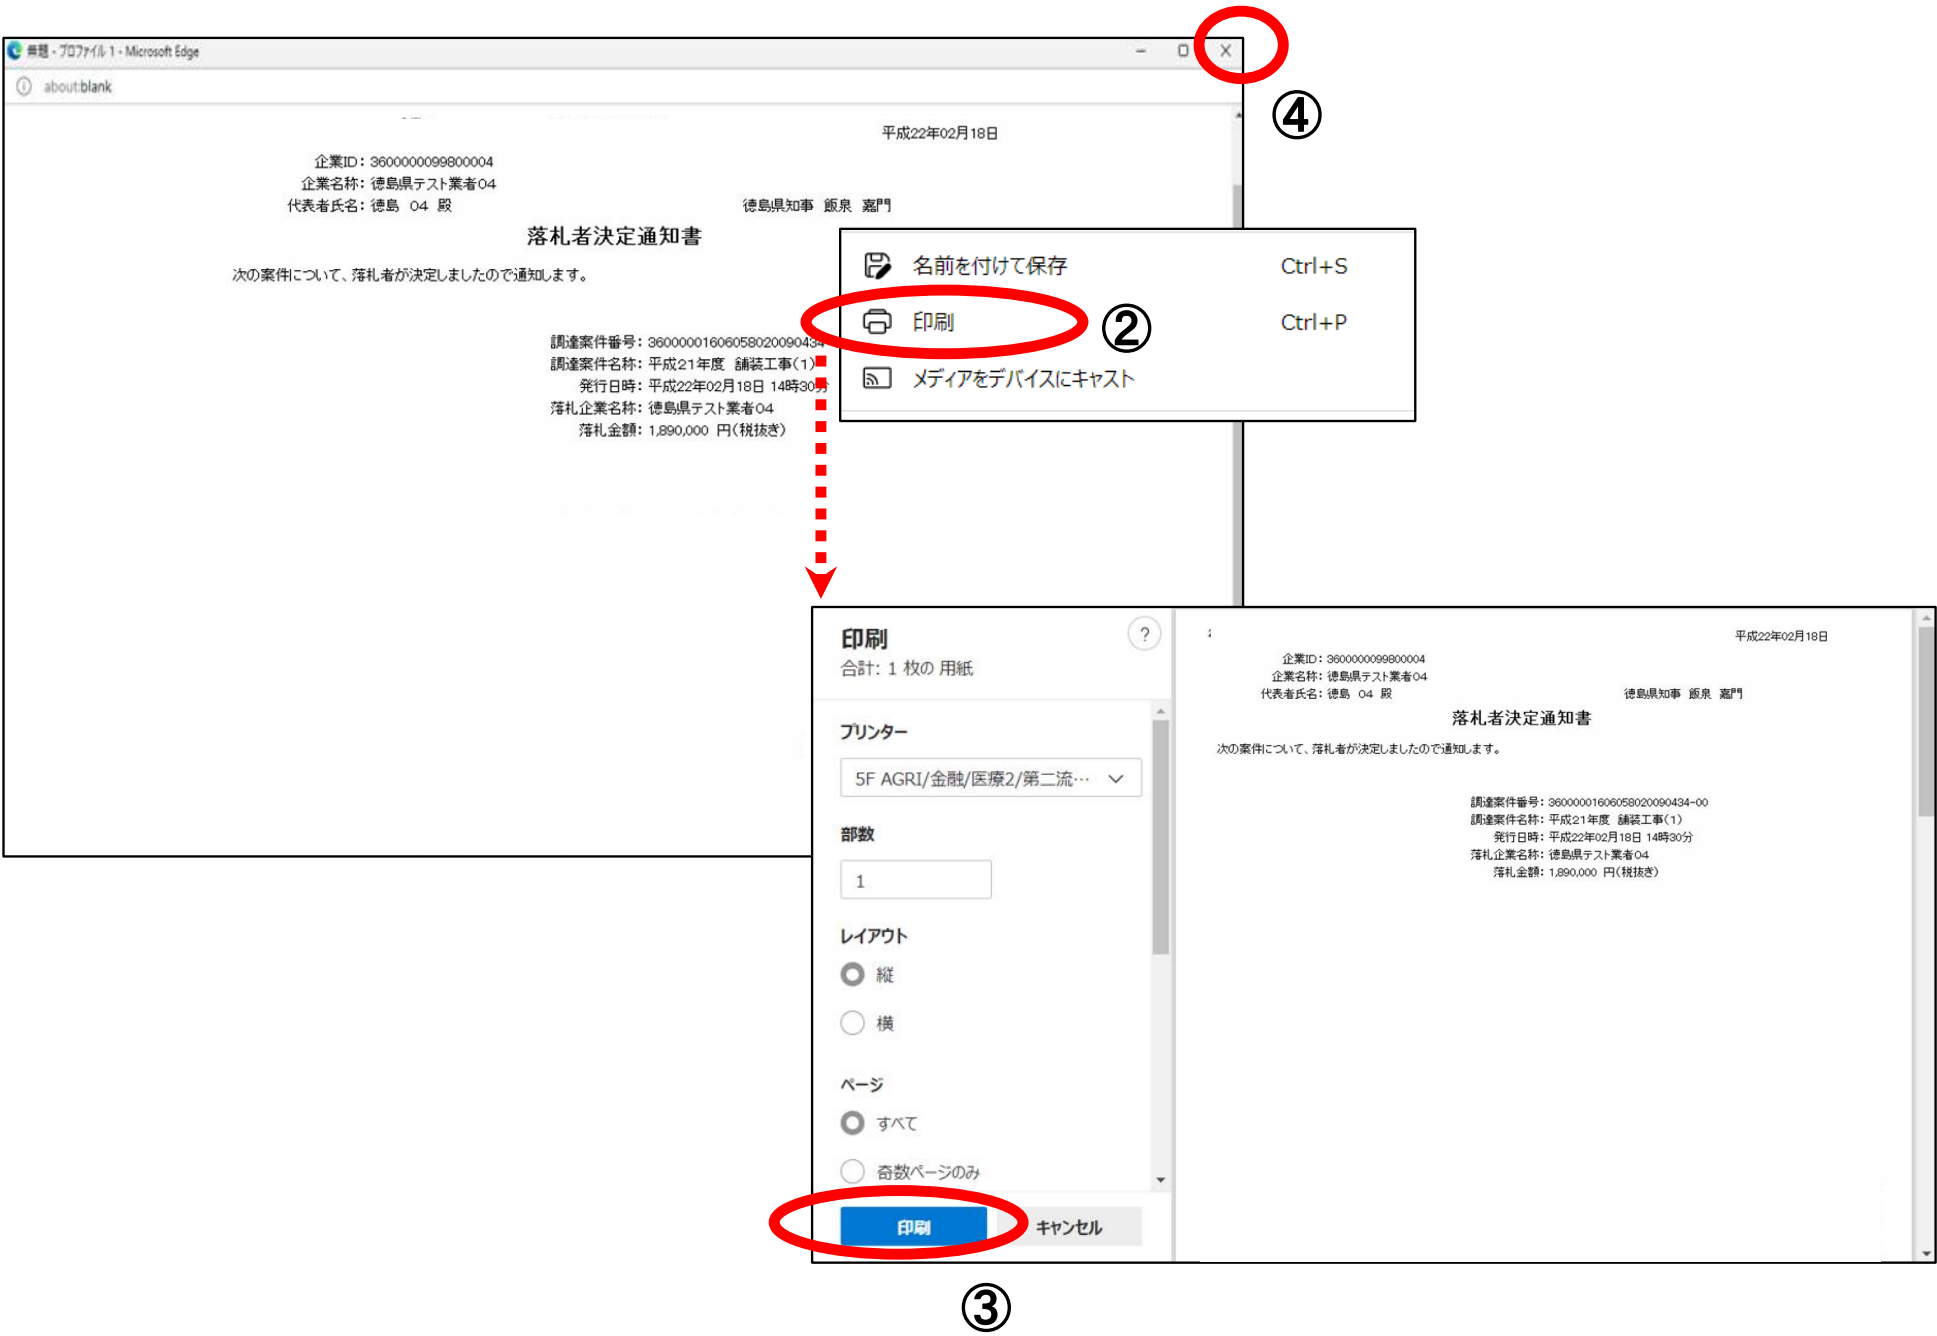 無題 - プロファイル 1 - Microsoft Edge
④
about:blank
平成22年02月18日
企業ID：3600000099800004
企業名称：徳島県テスト業者04
代表者氏名：徳島　04　殿
徳島県知事　飯泉　嘉門
落札者決定通知書
次の案件について、落札者が決定しましたので通知します。
調達案件番号：36000001606058020090434
調達案件名称：平成21年度　舗装工事(1)
発行日時：平成22年02月18日 14時30分
落札企業名称：徳島県テスト業者04
落札金額：1,890,000 円(税抜き)
名前を付けて保存 Ctrl+S
印刷 ② Ctrl+P
メディアをデバイスにキャスト
印刷 ?
合計: 1 枚の 用紙
プリンター
5F AGRI/金融/医療2/第二流…
部数
1
レイアウト
縦
横
ページ
すべて
奇数ページのみ
印刷 キャンセル
③
平成22年02月18日
企業ID：3600000099800004
企業名称：徳島県テスト業者04
代表者氏名：徳島　04　殿
徳島県知事　飯泉　嘉門
落札者決定通知書
次の案件について、落札者が決定しましたので通知します。
調達案件番号：36000001606058020090434-00
調達案件名称：平成21年度　舗装工事(1)
発行日時：平成22年02月18日 14時30分
落札企業名称：徳島県テスト業者04
落札金額：1,890,000 円(税抜き)